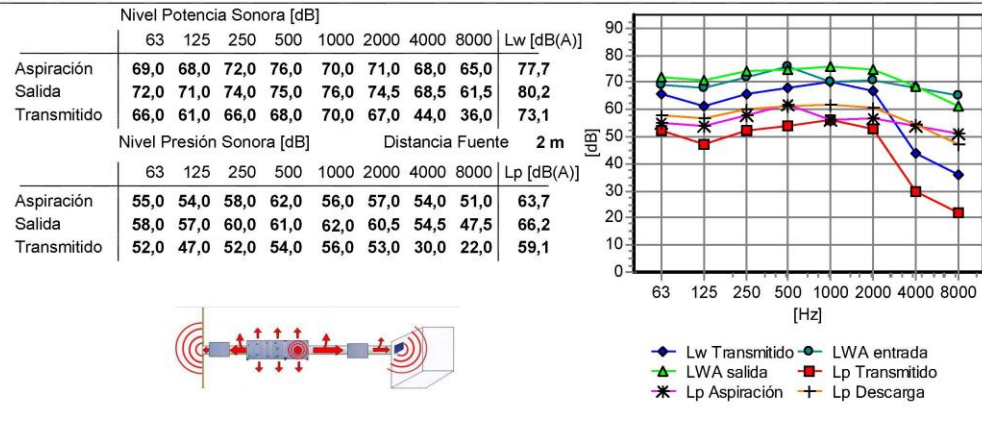 Nivel Potencia Sonora [dB]
63 125 250 500 1000 2000 4000 8000 Lw [dB(A)]
Aspiración 69,0 68,0 72,0 76,0 70,0 71,0 68,0 65,0 77,7
Salida 72,0 71,0 74,0 75,0 76,0 74,5 68,5 61,5 80,2
Transmitido 66,0 61,0 66,0 68,0 70,0 67,0 44,0 36,0 73,1
Nivel Presión Sonora [dB] Distancia Fuente 2 m
63 125 250 500 1000 2000 4000 8000 Lp [dB(A)]
Aspiración 55,0 54,0 58,0 62,0 56,0 57,0 54,0 51,0 63,7
Salida 58,0 57,0 60,0 61,0 62,0 60,5 54,5 47,5 66,2
Transmitido 52,0 47,0 52,0 54,0 56,0 53,0 30,0 22,0 59,1
90
80
70
60
50
40
30
20
10
0
[dB]
63 125 250 500 1000 2000 4000 8000
[Hz]
Lw Transmitido LWA entrada
LWA salida Lp Transmitido
Lp Aspiración Lp Descarga